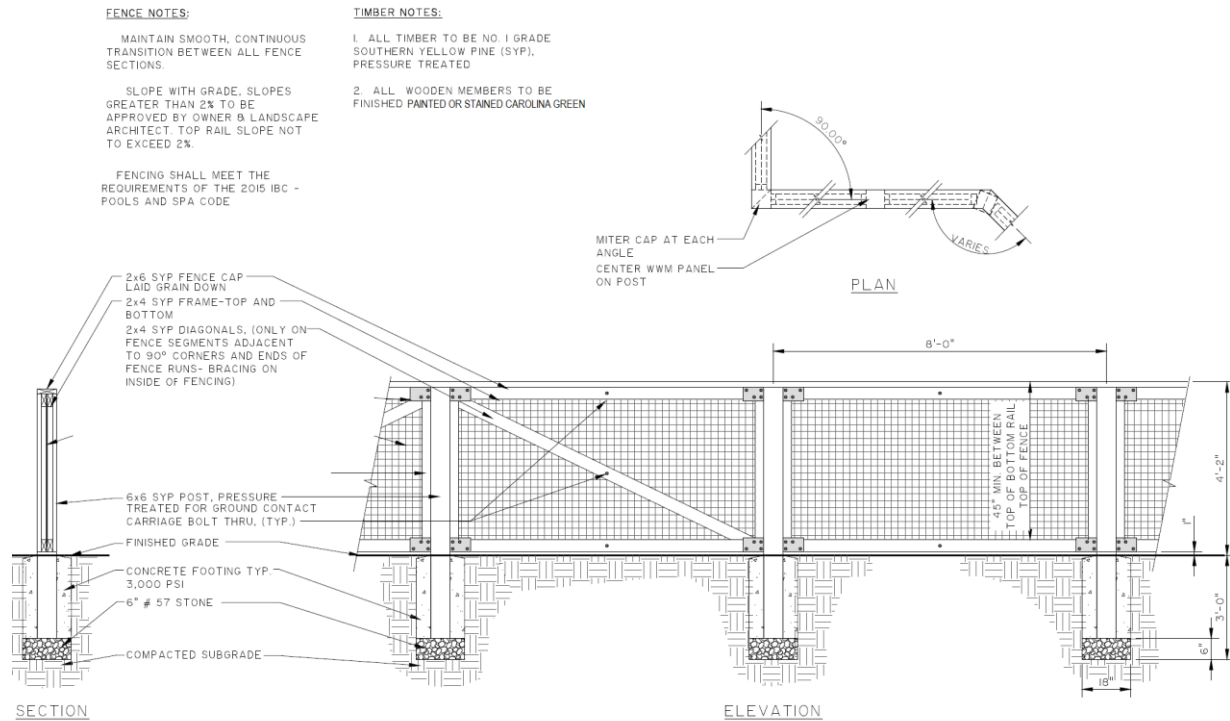 FENCE NOTES:
MAINTAIN SMOOTH, CONTINUOUS
TRANSITION BETWEEN ALL FENCE
SECTIONS.
SLOPE WITH GRADE, SLOPES
GREATER THAN 2% TO BE
APPROVED BY OWNER & LANDSCAPE
ARCHITECT. TOP RAIL SLOPE NOT
TO EXCEED 2%.
FENCING SHALL MEET THE
REQUIREMENTS OF THE 2015 IBC -
POOLS AND SPA CODE
TIMBER NOTES:
1. ALL TIMBER TO BE NO. 1 GRADE
SOUTHERN YELLOW PINE (SYP),
PRESSURE TREATED
2. ALL WOODEN MEMBERS TO BE
FINISHED PAINTED OR STAINED CAROLINA GREEN
90.00°
MITER CAP AT EACH
ANGLE
CENTER WWM PANEL
ON POST
VARIES
PLAN
2x6 SYP FENCE CAP
LAID GRAIN DOWN
2x4 SYP FRAME-TOP AND
BOTTOM
2x4 SYP DIAGONALS, (ONLY ON
FENCE SEGMENTS ADJACENT
TO 90° CORNERS AND ENDS OF
FENCE RUNS- BRACING ON
INSIDE OF FENCING)
6x6 SYP POST, PRESSURE
TREATED FOR GROUND CONTACT
CARRIAGE BOLT THRU, (TYP.)
FINISHED GRADE
CONCRETE FOOTING TYP.
3,000 PSI
6" # 57 STONE
COMPACTED SUBGRADE
SECTION
8'-0"
45" MIN. BETWEEN
TOP OF BOTTOM RAIL
TOP OF FENCE
4'-2"
1"
3'-0"
6"
18"
ELEVATION